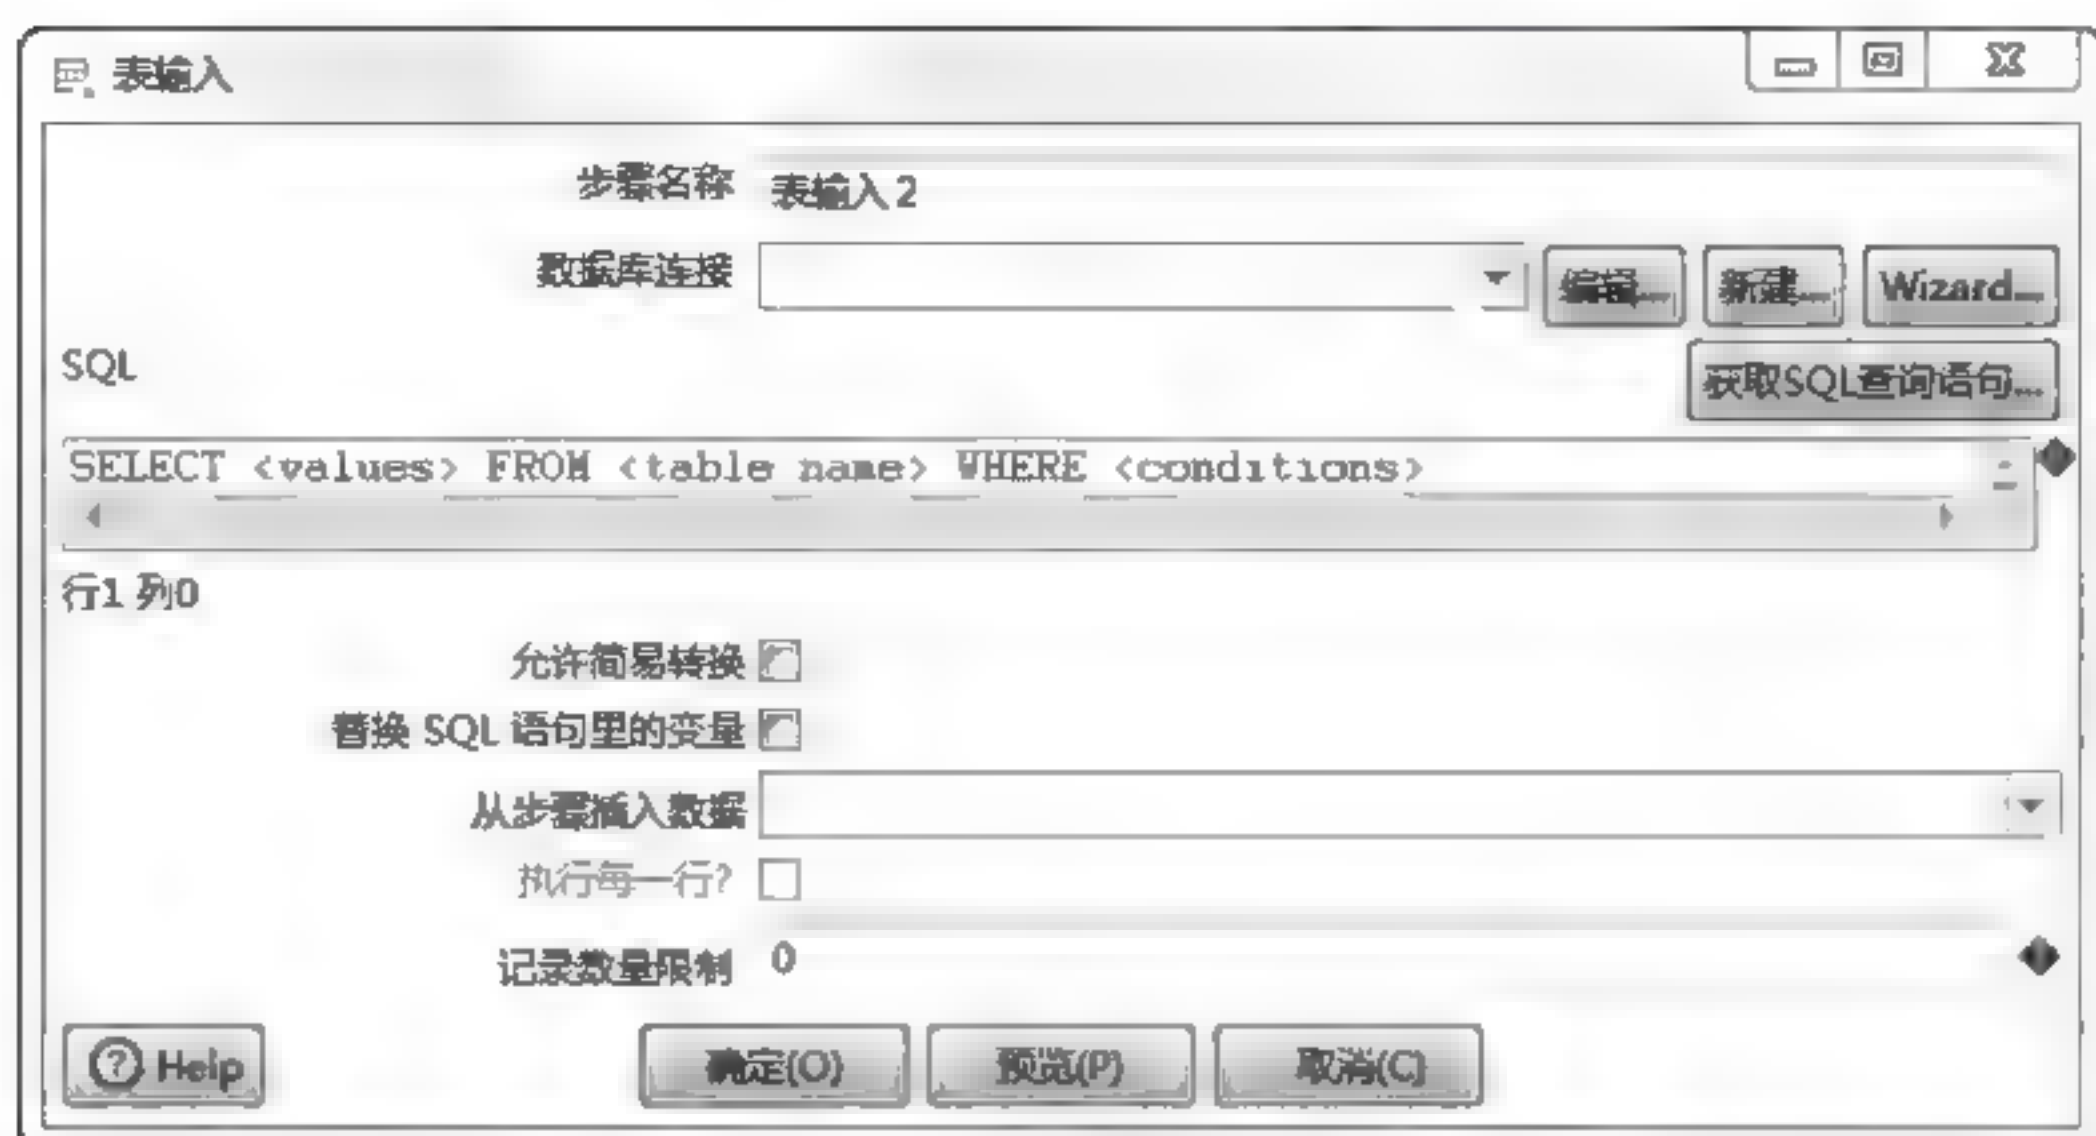 表输入
步骤名称 表输入2
数据库连接 编辑... 新建... Wizard...
SQL 获取SQL查询语句...
SELECT <values> FROM <table name> WHERE <conditions>
行1 列0
允许简易转换
替换 SQL 语句里的变量
从步骤插入数据
执行每一行?
记录数量限制 0
Help 确定(O) 预览(P) 取消(C)